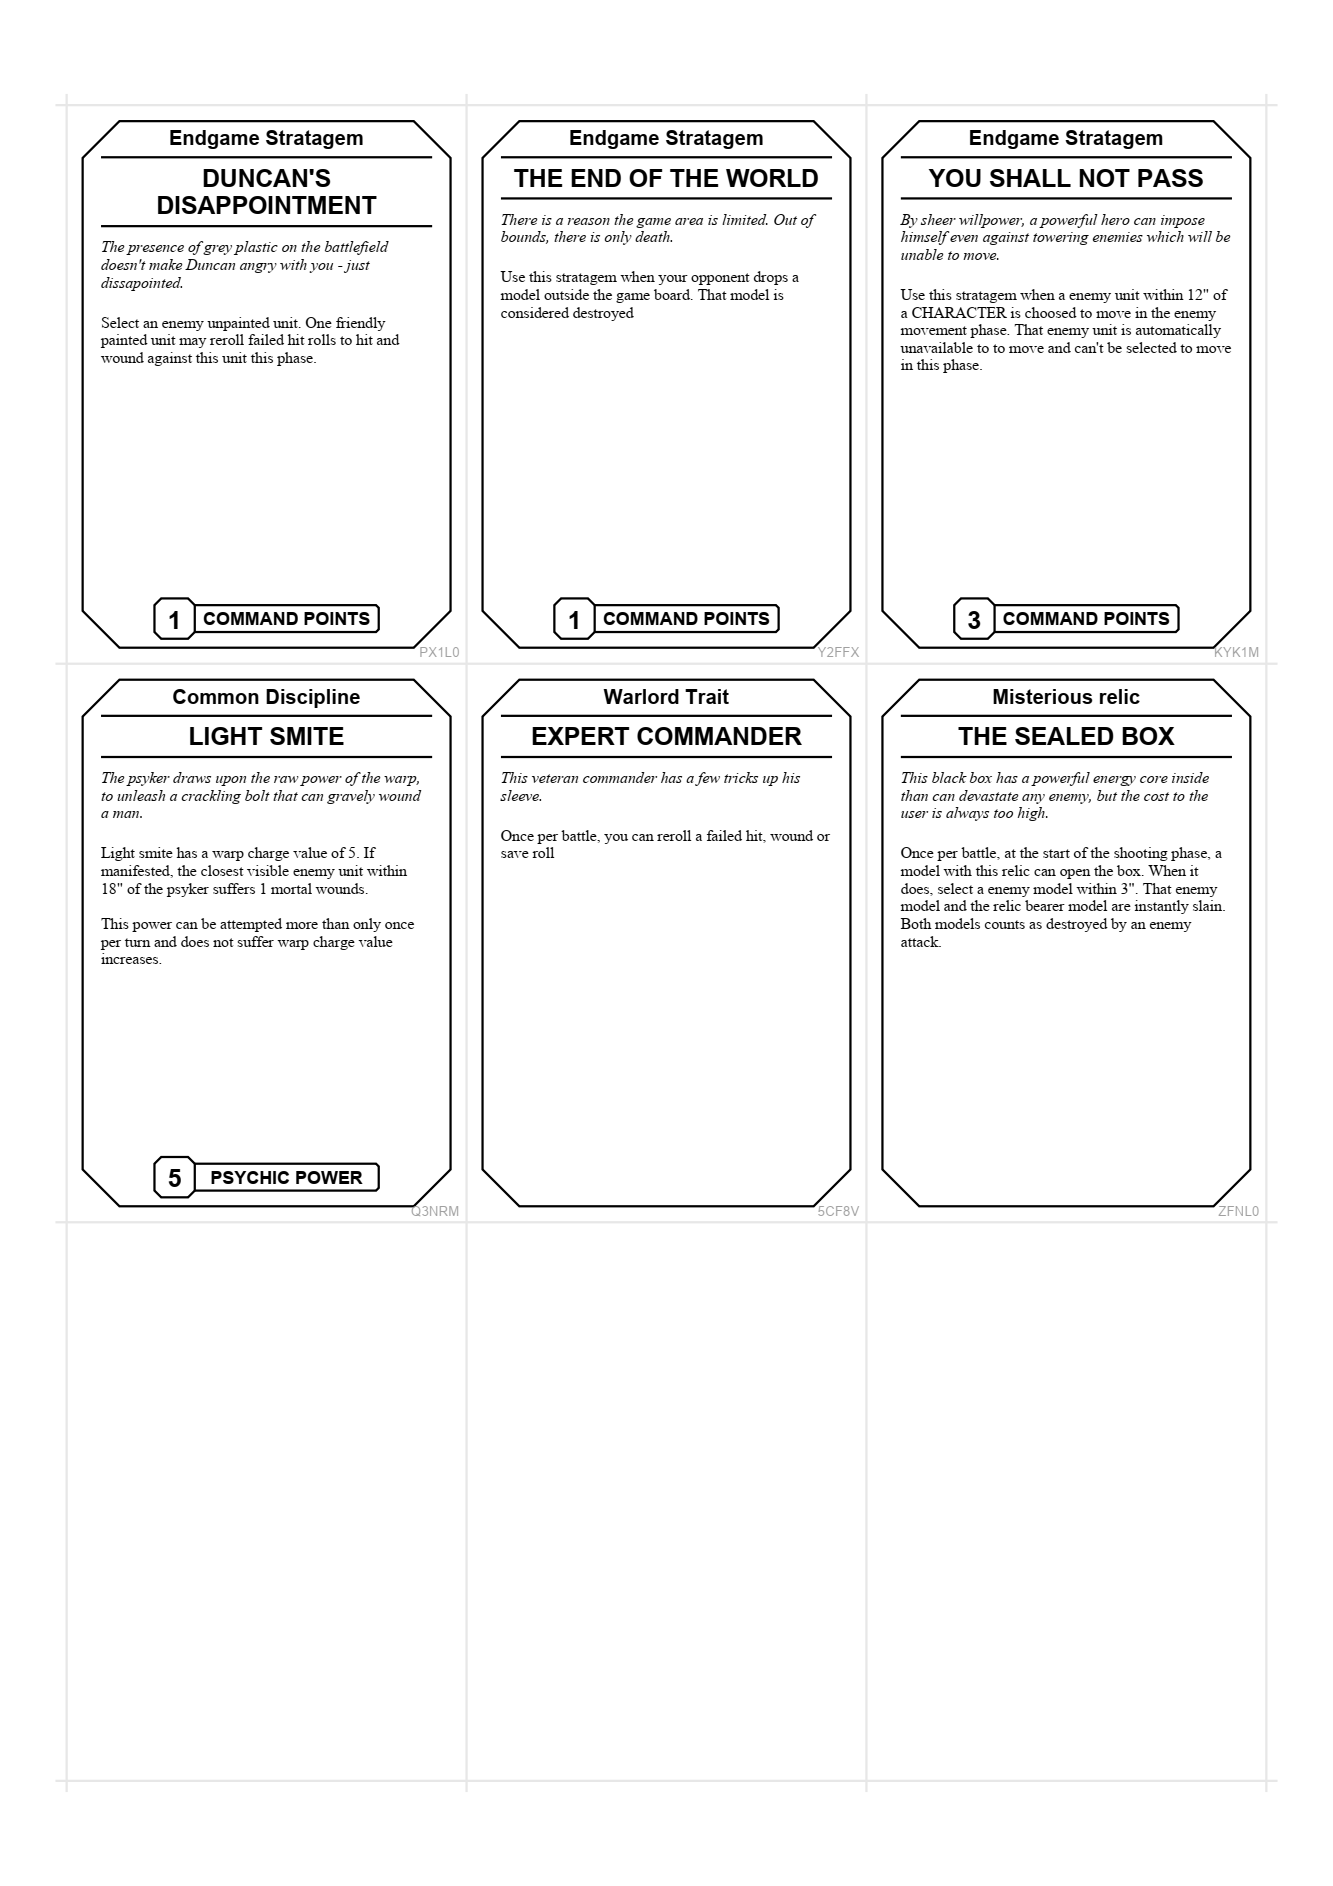 Endgame Stratagem
DUNCAN'S
DISAPPOINTMENT
The presence of grey plastic on the battlefield
doesn't make Duncan angry with you - just
dissapointed.
Select an enemy unpainted unit. One friendly
painted unit may reroll failed hit rolls to hit and
wound against this unit this phase.
1 COMMAND POINTS
PX1L0
Endgame Stratagem
THE END OF THE WORLD
There is a reason the game area is limited. Out of
bounds, there is only death.
Use this stratagem when your opponent drops a
model outside the game board. That model is
considered destroyed
1 COMMAND POINTS
Y2FFX
Endgame Stratagem
YOU SHALL NOT PASS
By sheer willpower, a powerful hero can impose
himself even against towering enemies which will be
unable to move.
Use this stratagem when a enemy unit within 12" of
a CHARACTER is choosed to move in the enemy
movement phase. That enemy unit is automatically
unavailable to to move and can't be selected to move
in this phase.
3 COMMAND POINTS
KYK1M
Common Discipline
LIGHT SMITE
The psyker draws upon the raw power of the warp,
to unleash a crackling bolt that can gravely wound
a man.
Light smite has a warp charge value of 5. If
manifested, the closest visible enemy unit within
18" of the psyker suffers 1 mortal wounds.
This power can be attempted more than only once
per turn and does not suffer warp charge value
increases.
5 PSYCHIC POWER
Q3NRM
Warlord Trait
EXPERT COMMANDER
This veteran commander has a few tricks up his
sleeve.
Once per battle, you can reroll a failed hit, wound or
save roll
5CF8V
Misterious relic
THE SEALED BOX
This black box has a powerful energy core inside
than can devastate any enemy, but the cost to the
user is always too high.
Once per battle, at the start of the shooting phase, a
model with this relic can open the box. When it
does, select a enemy model within 3". That enemy
model and the relic bearer model are instantly slain.
Both models counts as destroyed by an enemy
attack.
ZFNL0